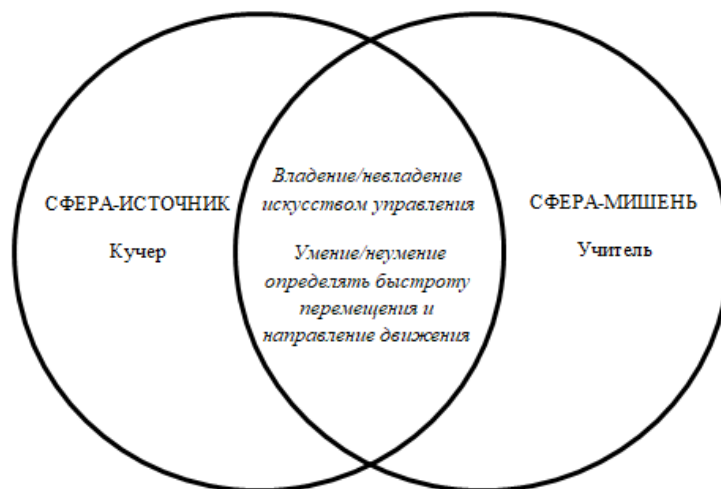 СФЕРА-ИСТОЧНИК
Кучер
Владение/невладение
искусством управления
Умение/неумение
определять быстроту
перемещения и
направление движения
СФЕРА-МИШЕНЬ
Учитель